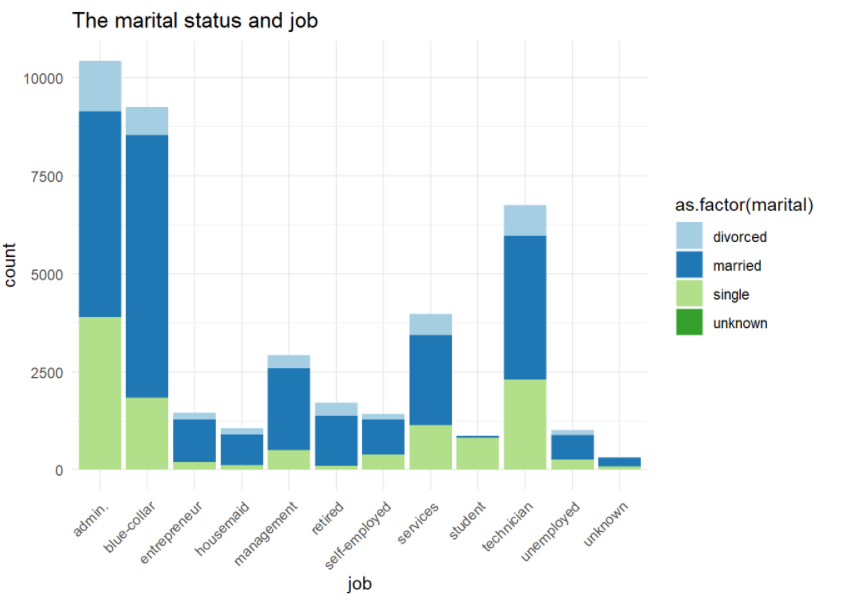 The marital status and job
count
10000
7500
5000
2500
0
admin.
blue-collar
entrepreneur
housemaid
management
retired
self-employed
services
student
technician
unemployed
unknown
job
as.factor(marital)
divorced
married
single
unknown